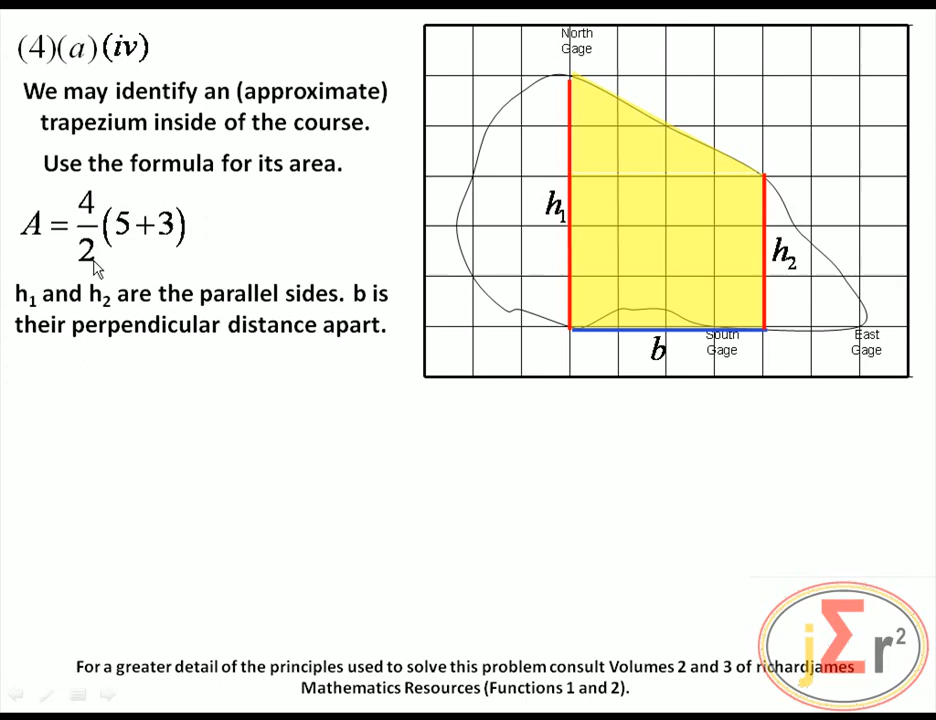 (4)(a)(iv)
We may identify an (approximate)
trapezium inside of the course.
Use the formula for its area.
A = 4/2 (5+3)
h₁ and h₂ are the parallel sides. b is
their perpendicular distance apart.
North
Gage
h₁
h₂
b
South
Gage
East
Gage
For a greater detail of the principles used to solve this problem consult Volumes 2 and 3 of richardjames
Mathematics Resources (Functions 1 and 2).
jΣr²